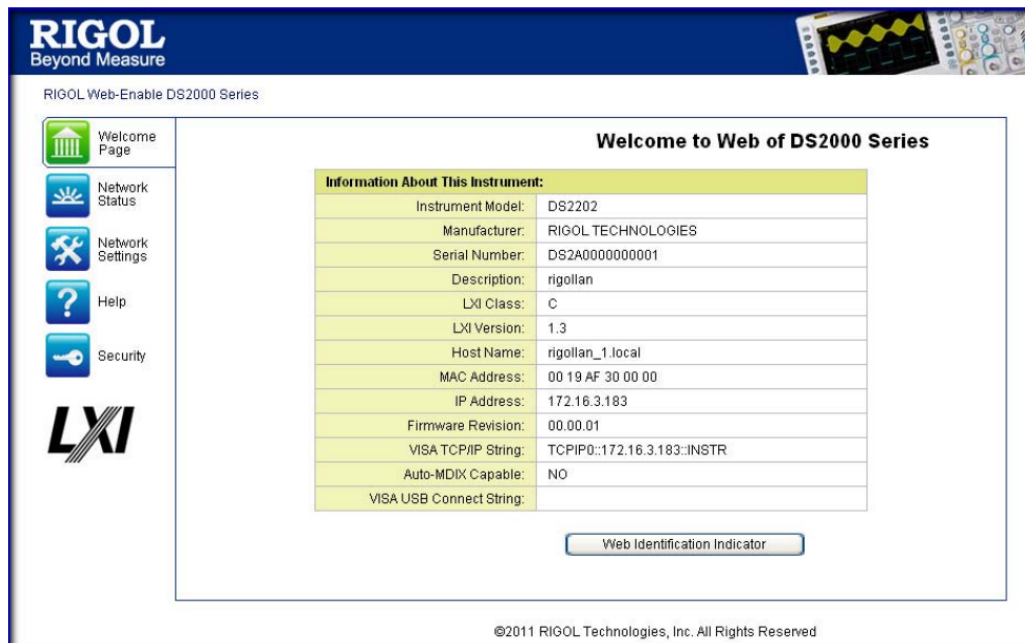 RIGOL
Beyond Measure
RIGOL Web-Enable DS2000 Series
Welcome Page
Network Status
Network Settings
Help
Security
LXI
Welcome to Web of DS2000 Series
Information About This Instrument:
Instrument Model: DS2202
Manufacturer: RIGOL TECHNOLOGIES
Serial Number: DS2A0000000001
Description: rigollan
LXI Class: C
LXI Version: 1.3
Host Name: rigollan_1.local
MAC Address: 00 19 AF 30 00 00
IP Address: 172.16.3.183
Firmware Revision: 00.00.01
VISA TCP/IP String: TCPIP0::172.16.3.183::INSTR
Auto-MDIX Capable: NO
VISA USB Connect String:
Web Identification Indicator
©2011 RIGOL Technologies, Inc. All Rights Reserved